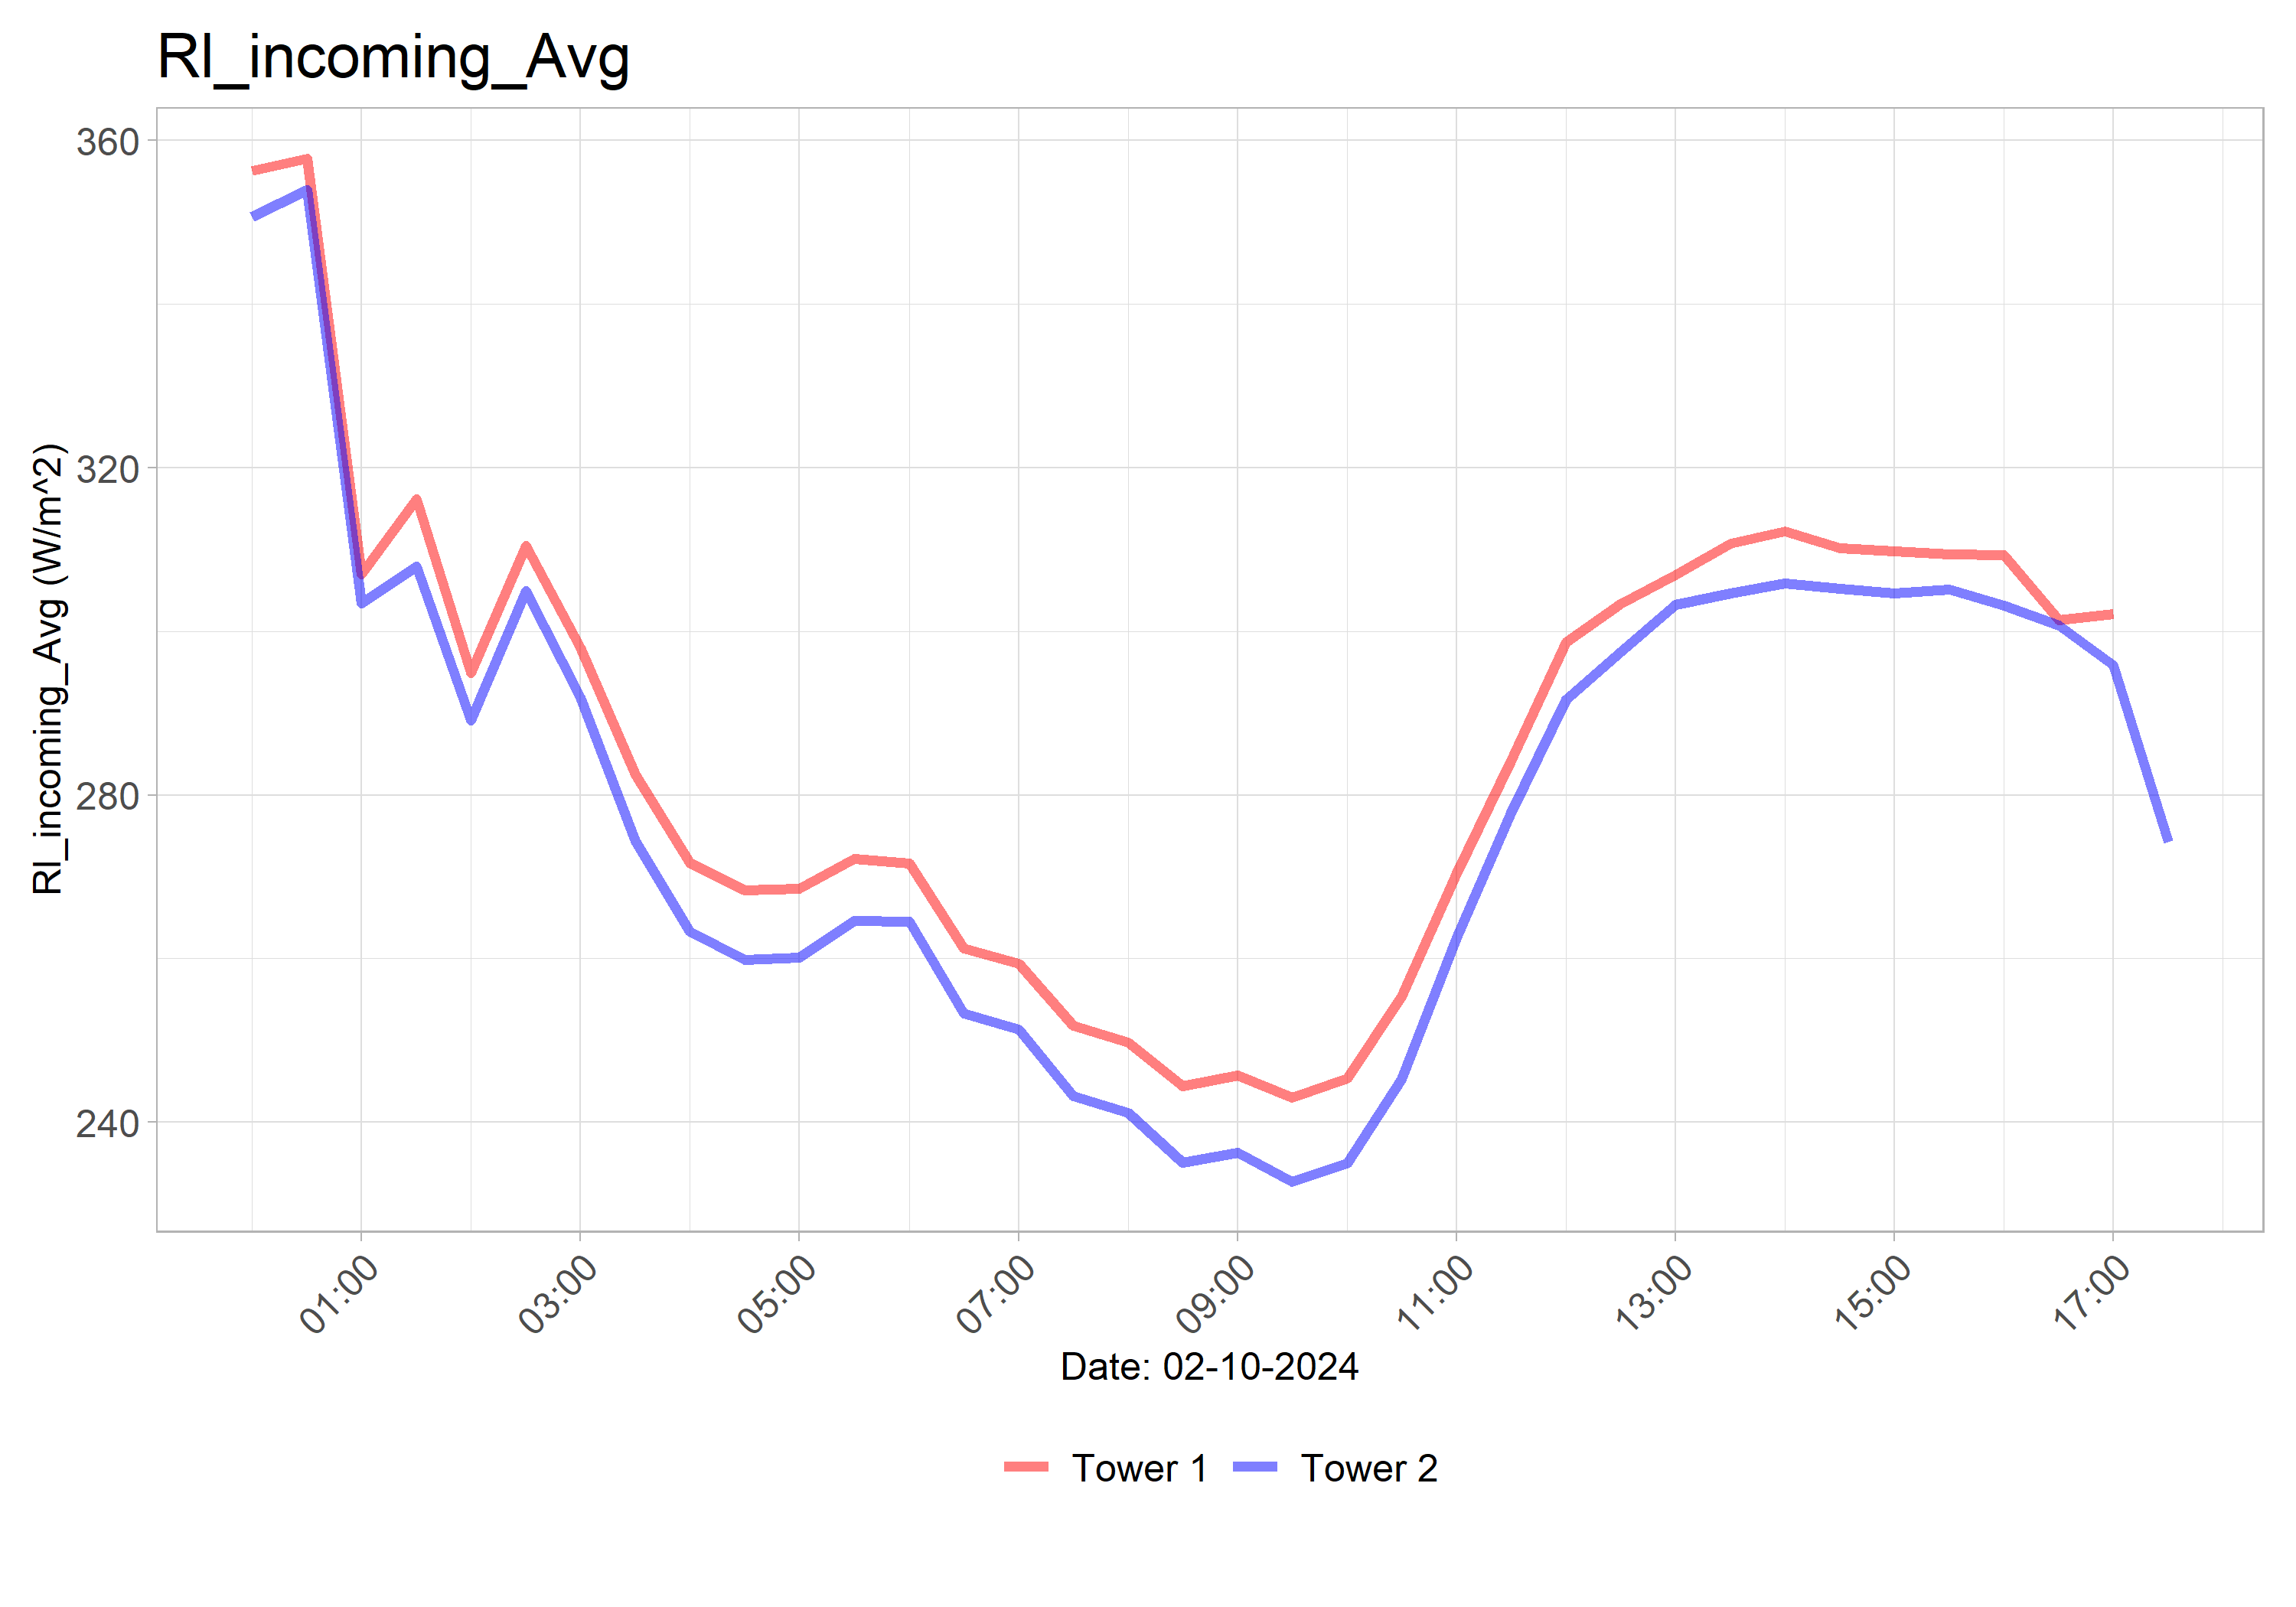 Rl_incoming_Avg
Rl_incoming_Avg (W/m^2)
360
320
280
240
01:00
03:00
05:00
07:00
09:00
11:00
13:00
15:00
17:00
Date: 02-10-2024
Tower 1
Tower 2